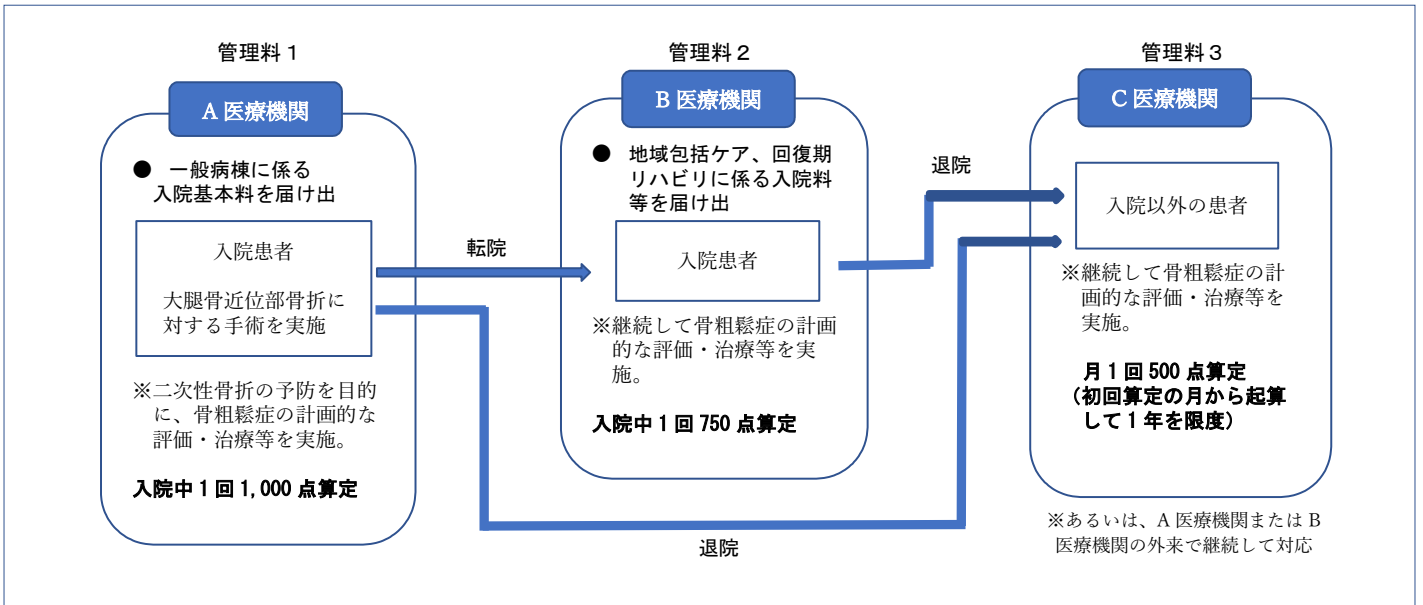 管理料１
A 医療機関
● 一般病棟に係る
入院基本料を届け出
入院患者
大腿骨近位部骨折に
対する手術を実施
※二次性骨折の予防を目的
に、骨粗鬆症の計画的な
評価・治療等を実施。
入院中１回 1,000 点算定
転院
管理料２
B 医療機関
● 地域包括ケア、回復期
リハビリに係る入院料
等を届け出
入院患者
※継続して骨粗鬆症の計画
的な評価・治療等を実
施。
入院中１回 750 点算定
退院
退院
管理料３
C 医療機関
入院以外の患者
※継続して骨粗鬆症の計
画的な評価・治療等を
実施。
月１回 500 点算定
（初回算定の月から起算
して１年を限度）
※あるいは、A 医療機関または B
医療機関の外来で継続して対応